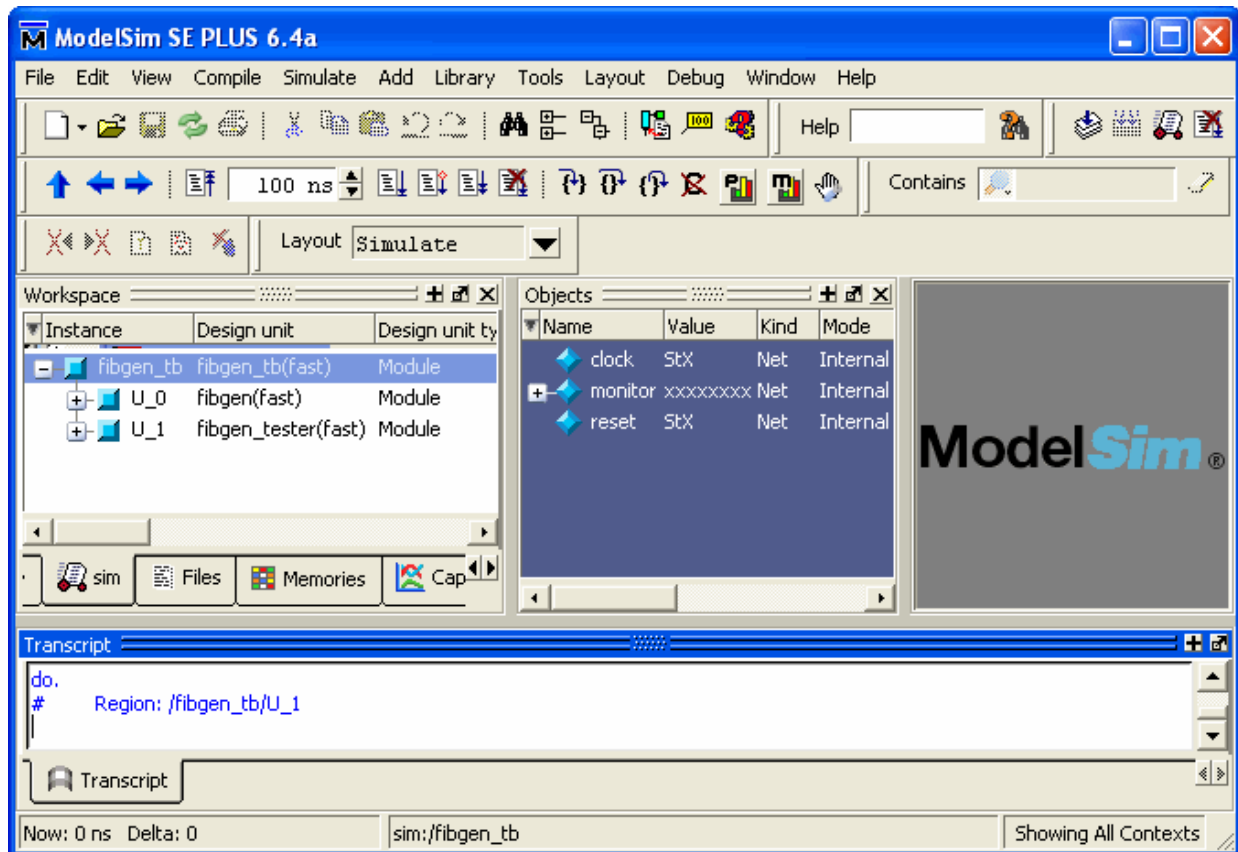 ModelSim SE PLUS 6.4a
File Edit View Compile Simulate Add Library Tools Layout Debug Window Help
100 Help
100 ns Contains
Layout Simulate
Workspace Objects
Instance Design unit Design unit ty Name Value Kind Mode
fibgen_tb fibgen_tb(fast) Module clock StX Net Internal
U_0 fibgen(fast) Module monitor xxxxxxxx Net Internal
U_1 fibgen_tester(fast) Module reset StX Net Internal
ModelSim ®
sim Files Memories Cap
Transcript
do.
# Region: /fibgen_tb/U_1
Transcript
Now: 0 ns Delta: 0 sim:/fibgen_tb Showing All Contexts